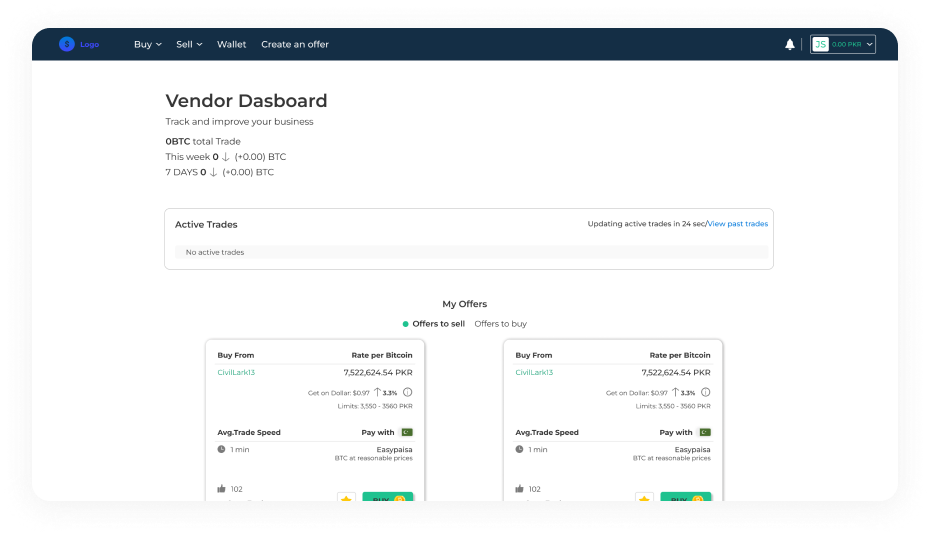 Logo Buy Sell Wallet Create an offer JS 0.00 PKR
Vendor Dasboard
Track and improve your business
0BTC total Trade
This week 0 ↓ (+0.00) BTC
7 DAYS 0 ↓ (+0.00) BTC
Active Trades Updating active trades in 24 sec/View past trades
No active trades
My Offers
Offers to sell Offers to buy
Buy From Rate per Bitcoin
CivilLark13 7,522,624.54 PKR
Get on Dollar: $0.97 ↑ 3.3%
Limits: 3,550 - 3560 PKR
Avg.Trade Speed Pay with
1 min Easypaisa
BTC at reasonable prices
102
BUY
Buy From Rate per Bitcoin
CivilLark13 7,522,624.54 PKR
Get on Dollar: $0.97 ↑ 3.3%
Limits: 3,550 - 3560 PKR
Avg.Trade Speed Pay with
1 min Easypaisa
BTC at reasonable prices
102
BUY